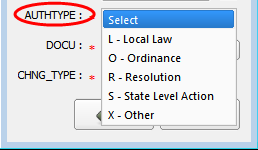 AUTHTYPE : * Select
L - Local Law
DOCU : * O - Ordinance
R - Resolution
CHNG_TYPE : * S - State Level Action
X - Other